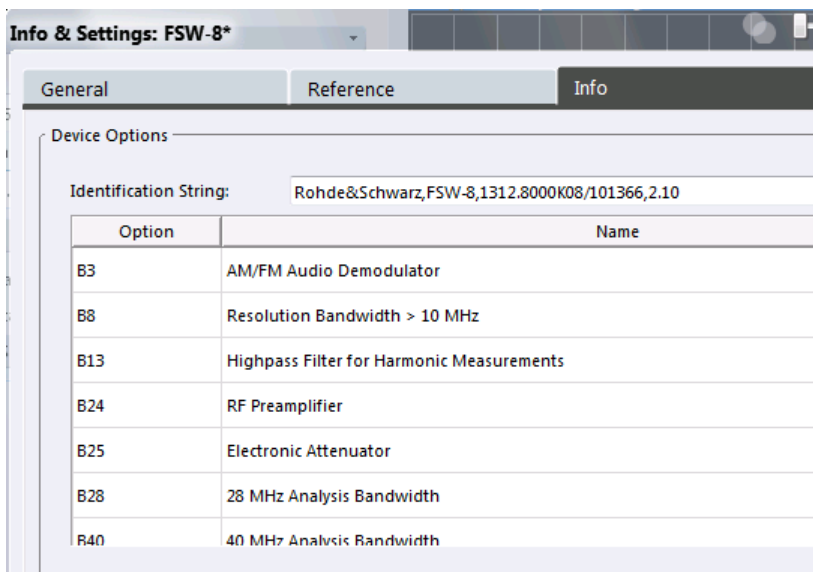 Info & Settings: FSW-8*
General Reference Info
Device Options
Identification String: Rohde&Schwarz,FSW-8,1312.8000K08/101366,2.10
Option Name
B3 AM/FM Audio Demodulator
B8 Resolution Bandwidth > 10 MHz
B13 Highpass Filter for Harmonic Measurements
B24 RF Preamplifier
B25 Electronic Attenuator
B28 28 MHz Analysis Bandwidth
B40 40 MHz Analysis Bandwidth